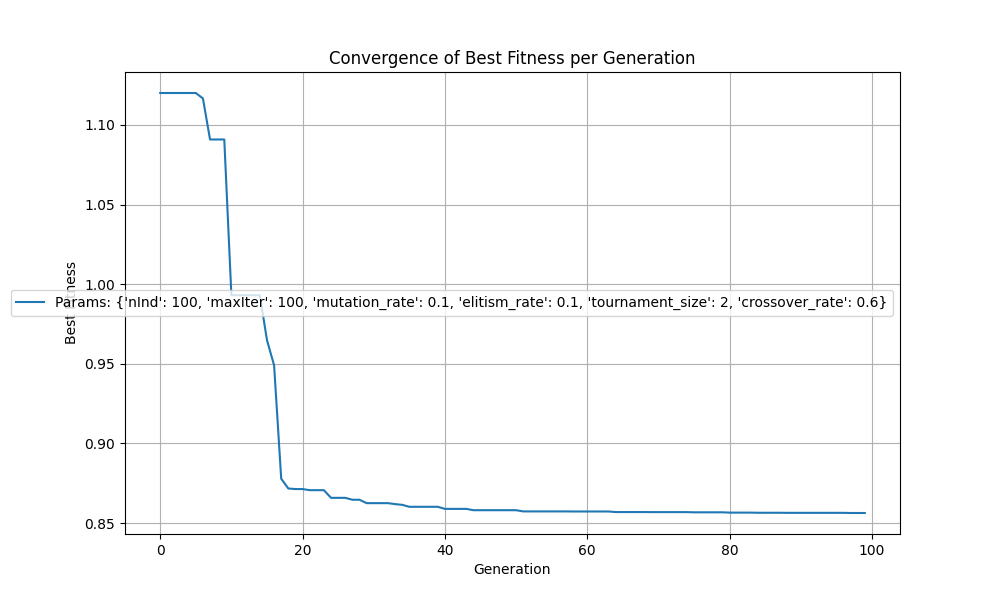 Convergence of Best Fitness per Generation
1.10
1.05
1.00
0.95
0.90
0.85
Best Fitness
Params: {'nInd': 100, 'maxIter': 100, 'mutation_rate': 0.1, 'elitism_rate': 0.1, 'tournament_size': 2, 'crossover_rate': 0.6}
0 20 40 60 80 100
Generation